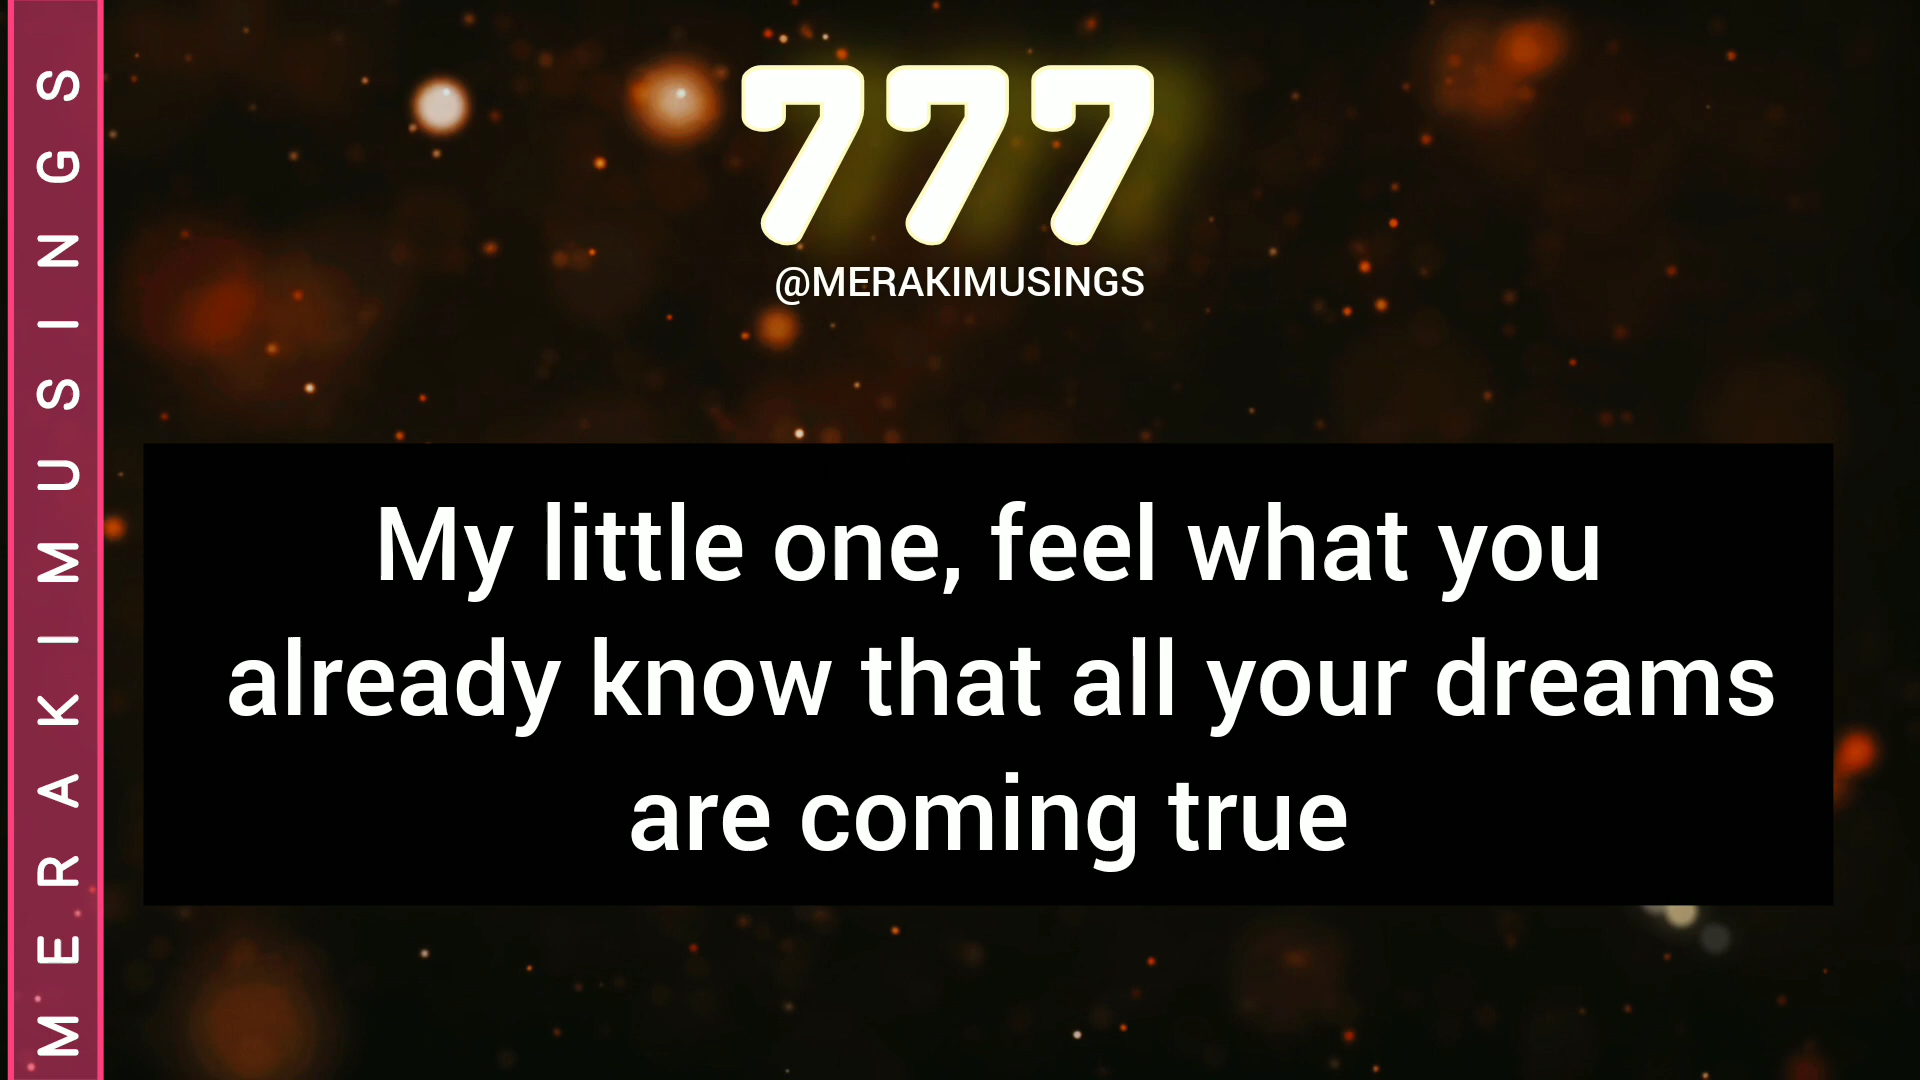 MERAKIMUSINGS
777
@MERAKIMUSINGS
My little one, feel what you
already know that all your dreams
are coming true